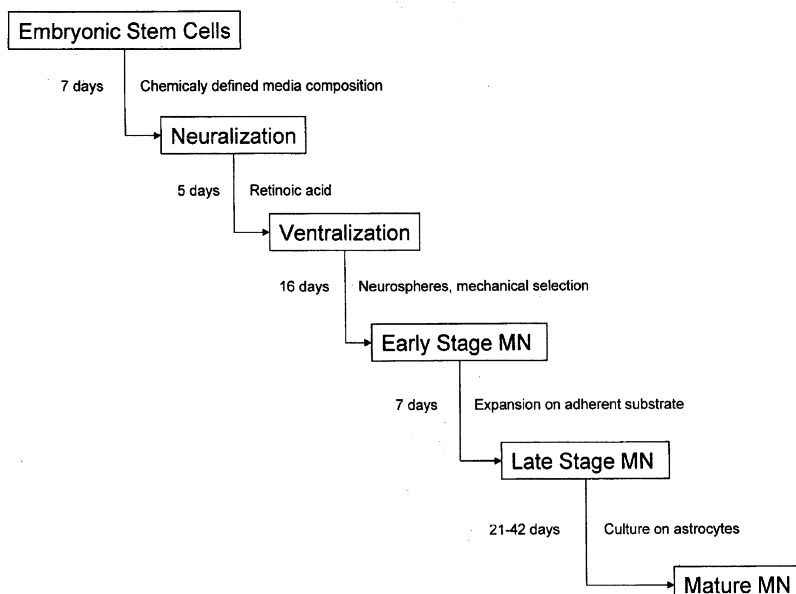 Embryonic Stem Cells
7 days Chemicaly defined media composition
Neuralization
5 days Retinoic acid
Ventralization
16 days Neurospheres, mechanical selection
Early Stage MN
7 days Expansion on adherent substrate
Late Stage MN
21-42 days Culture on astrocytes
Mature MN